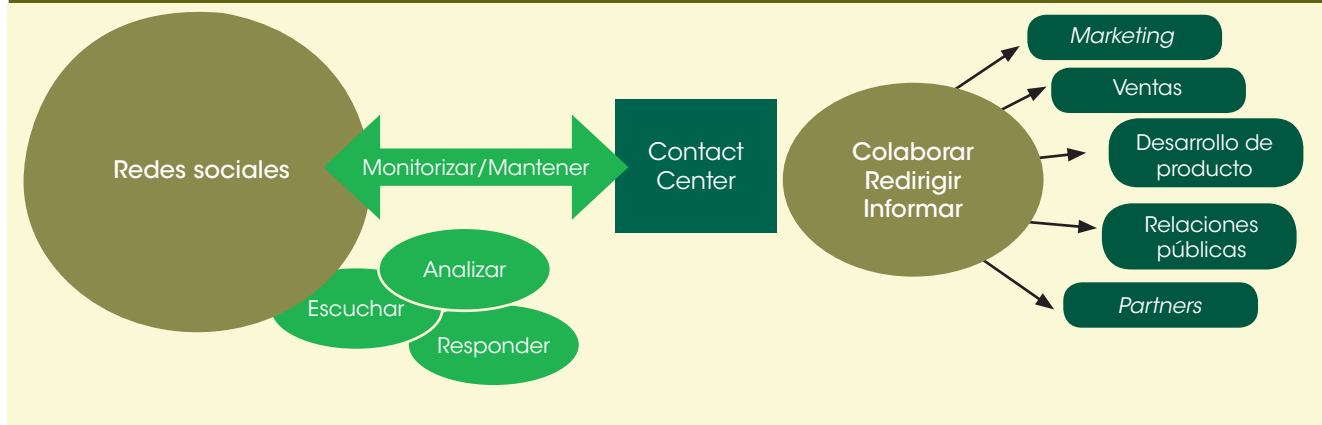 Redes sociales
Monitorizar/Mantener
Escuchar
Analizar
Responder
Contact
Center
Colaborar
Redirigir
Informar
Marketing
Ventas
Desarrollo de
producto
Relaciones
públicas
Partners